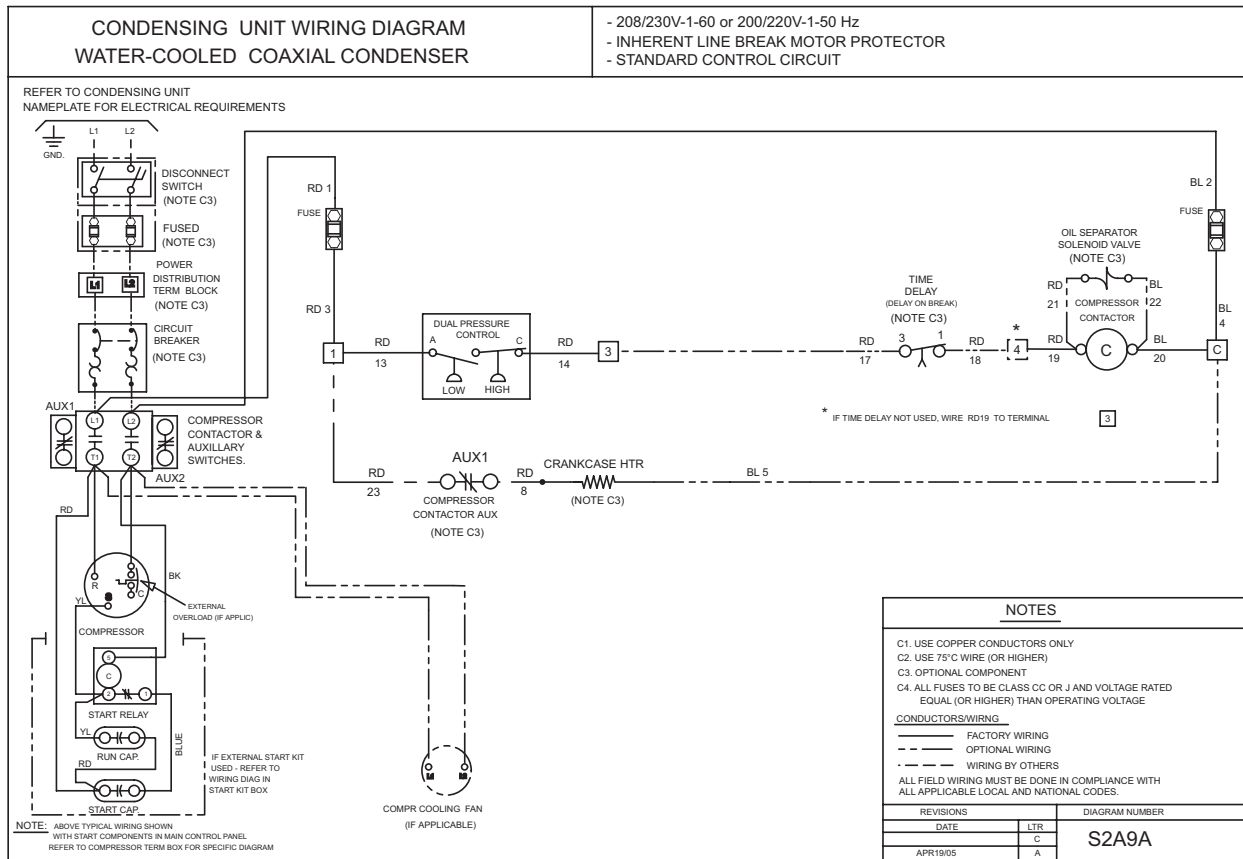 CONDENSING UNIT WIRING DIAGRAM
WATER-COOLED COAXIAL CONDENSER
- 208/230V-1-60 or 200/220V-1-50 Hz
- INHERENT LINE BREAK MOTOR PROTECTOR
- STANDARD CONTROL CIRCUIT
REFER TO CONDENSING UNIT
NAMEPLATE FOR ELECTRICAL REQUIREMENTS
L1 L2
GND.
DISCONNECT
SWITCH
(NOTE C3)
FUSED
(NOTE C3)
POWER
DISTRIBUTION
TERM BLOCK
(NOTE C3)
L1 L2
CIRCUIT
BREAKER
(NOTE C3)
AUX1
L1 L2
T1 T2
COMPRESSOR
CONTACTOR &
AUXILLARY
SWITCHES.
AUX2
RD 1
FUSE
RD 3
1
RD
13
DUAL PRESSURE
CONTROL
A C
LOW HIGH
RD
14
3
RD
17
TIME
DELAY
(DELAY ON BREAK)
(NOTE C3)
3 1
RD
18
*
4
RD
19
OIL SEPARATOR
SOLENOID VALVE
(NOTE C3)
RD
21
BL
22
COMPRESSOR
CONTACTOR
C
BL
20
C
BL 2
FUSE
BL
4
* IF TIME DELAY NOT USED, WIRE RD19 TO TERMINAL 3
RD
23
AUX1
COMPRESSOR
CONTACTOR AUX
(NOTE C3)
RD
8
CRANKCASE HTR
(NOTE C3)
BL 5
RD
BK
R
S
C
YL
EXTERNAL
OVERLOAD (IF APPLIC)
COMPRESSOR
5
C
2 1
START RELAY
YL
RUN CAP.
RD
BLUE
START CAP.
IF EXTERNAL START KIT
USED - REFER TO
WIRING DIAG IN
START KIT BOX
NOTE: ABOVE TYPICAL WIRING SHOWN
WITH START COMPONENTS IN MAIN CONTROL PANEL
REFER TO COMPRESSOR TERM BOX FOR SPECIFIC DIAGRAM
L1 L2
COMPR COOLING FAN
(IF APPLICABLE)
NOTES
C1. USE COPPER CONDUCTORS ONLY
C2. USE 75°C WIRE (OR HIGHER)
C3. OPTIONAL COMPONENT
C4. ALL FUSES TO BE CLASS CC OR J AND VOLTAGE RATED
EQUAL (OR HIGHER) THAN OPERATING VOLTAGE
CONDUCTORS/WIRNG
FACTORY WIRING
OPTIONAL WIRING
WIRING BY OTHERS
ALL FIELD WIRING MUST BE DONE IN COMPLIANCE WITH
ALL APPLICABLE LOCAL AND NATIONAL CODES.
REVISIONS
DIAGRAM NUMBER
DATE LTR
C
APR19/05 A
S2A9A